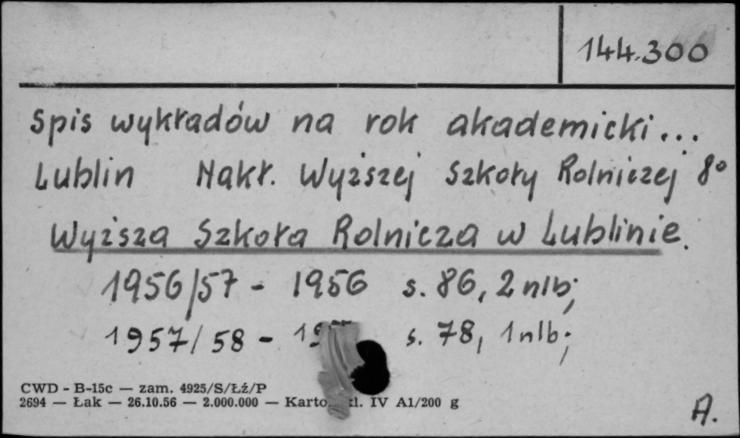 144.300
Spis wykładów na rok akademicki...
Lublin Nakł. Wyższej Szkoły Rolniczej 8°
Wyższa Szkoła Rolnicza w Lublinie.
1956/57 - 1956 s. 86, 2 nlb;
1957/58 - s. 78, 1 nlb;
CWD - B-15c — zam. 4925/S/Łź/P
2694 — Łak — 26.10.56 — 2.000.000 — IV A1/200 g
A.